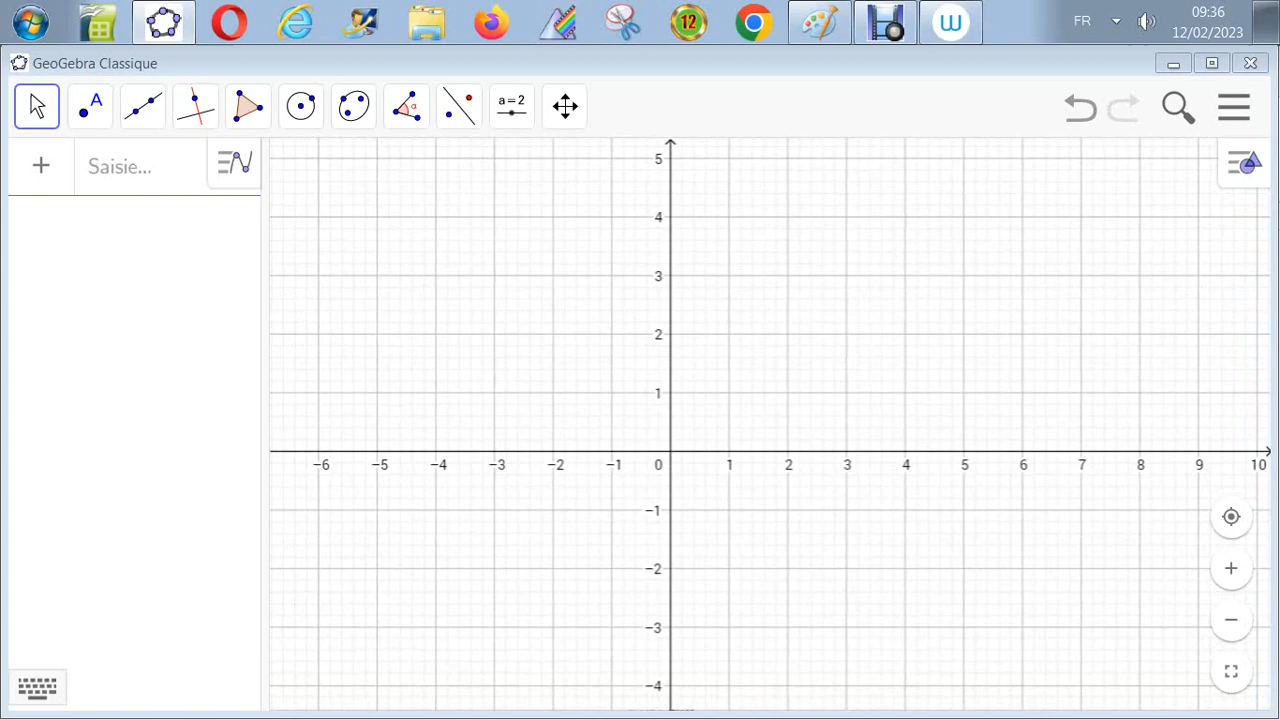 12
W
FR
09:36
12/02/2023
GeoGebra Classique
A
α
a=2
Saisie...
5
4
3
2
1
−6 −5 −4 −3 −2 −1 0 1 2 3 4 5 6 7 8 9 10
−1
−2
−3
−4